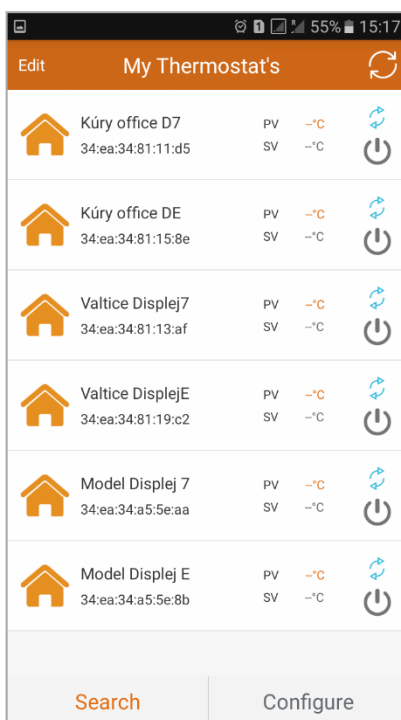 55% 15:17
Edit My Thermostat's
Kúry office D7 PV --°C
34:ea:34:81:11:d5 SV --°C
Kúry office DE PV --°C
34:ea:34:81:15:8e SV --°C
Valtice Displej7 PV --°C
34:ea:34:81:13:af SV --°C
Valtice DisplejE PV --°C
34:ea:34:81:19:c2 SV --°C
Model Displej 7 PV --°C
34:ea:34:a5:5e:aa SV --°C
Model Displej E PV --°C
34:ea:34:a5:5e:8b SV --°C
Search Configure